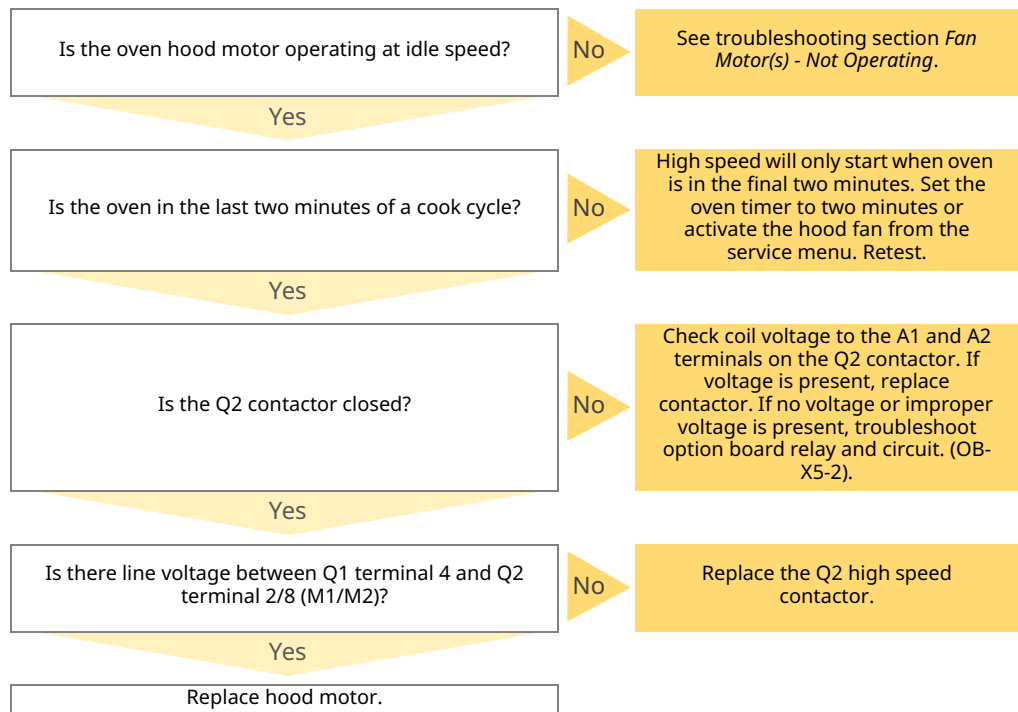 Is the oven hood motor operating at idle speed?
No
See troubleshooting section Fan
Motor(s) - Not Operating.
Yes
Is the oven in the last two minutes of a cook cycle?
No
High speed will only start when oven
is in the final two minutes. Set the
oven timer to two minutes or
activate the hood fan from the
service menu. Retest.
Yes
Is the Q2 contactor closed?
No
Check coil voltage to the A1 and A2
terminals on the Q2 contactor. If
voltage is present, replace
contactor. If no voltage or improper
voltage is present, troubleshoot
option board relay and circuit. (OB-
X5-2).
Yes
Is there line voltage between Q1 terminal 4 and Q2
terminal 2/8 (M1/M2)?
No
Replace the Q2 high speed
contactor.
Yes
Replace hood motor.